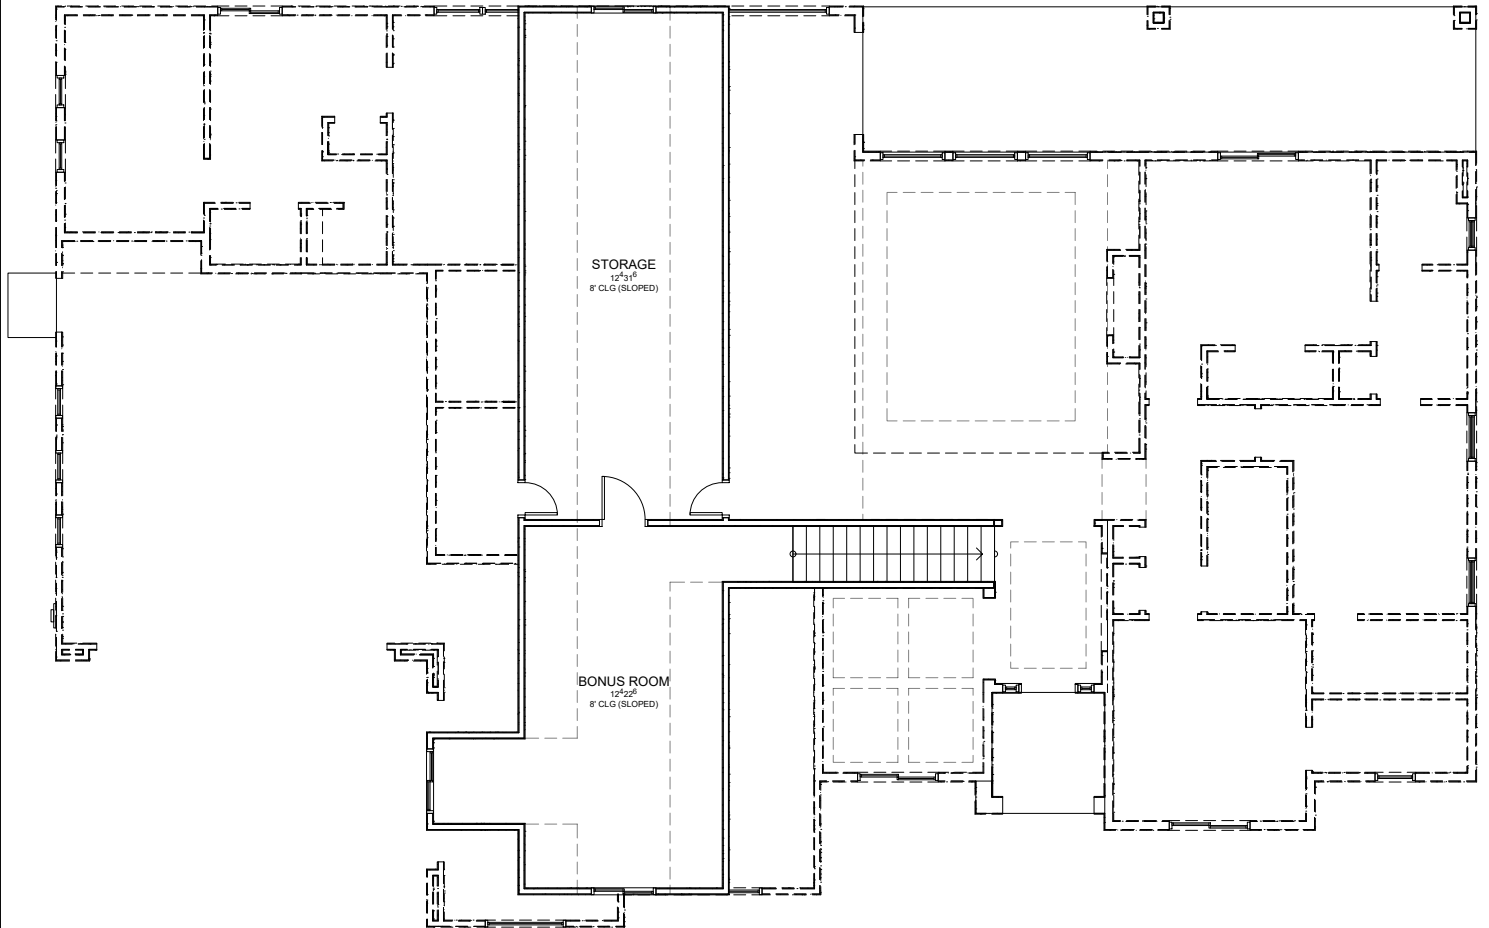 STORAGE
12⁴31⁶
8' CLG (SLOPED)
BONUS ROOM
12⁴22⁶
8' CLG (SLOPED)